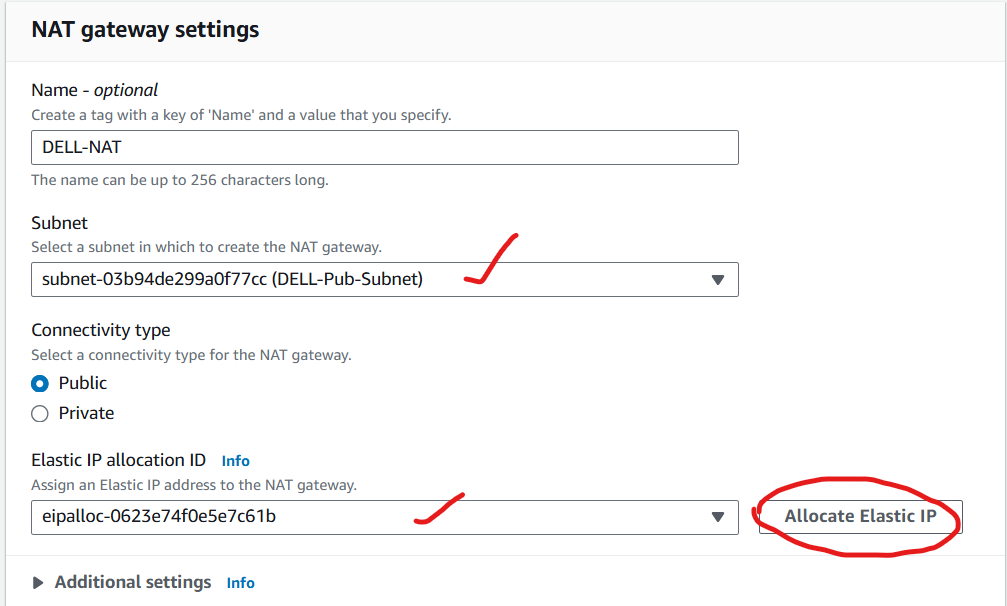 NAT gateway settings
Name - optional
Create a tag with a key of 'Name' and a value that you specify.
DELL-NAT
The name can be up to 256 characters long.
Subnet
Select a subnet in which to create the NAT gateway.
subnet-03b94de299a0f77cc (DELL-Pub-Subnet)
Connectivity type
Select a connectivity type for the NAT gateway.
Public
Private
Elastic IP allocation ID Info
Assign an Elastic IP address to the NAT gateway.
eipalloc-0623e74f0e5e7c61b
Allocate Elastic IP
Additional settings Info